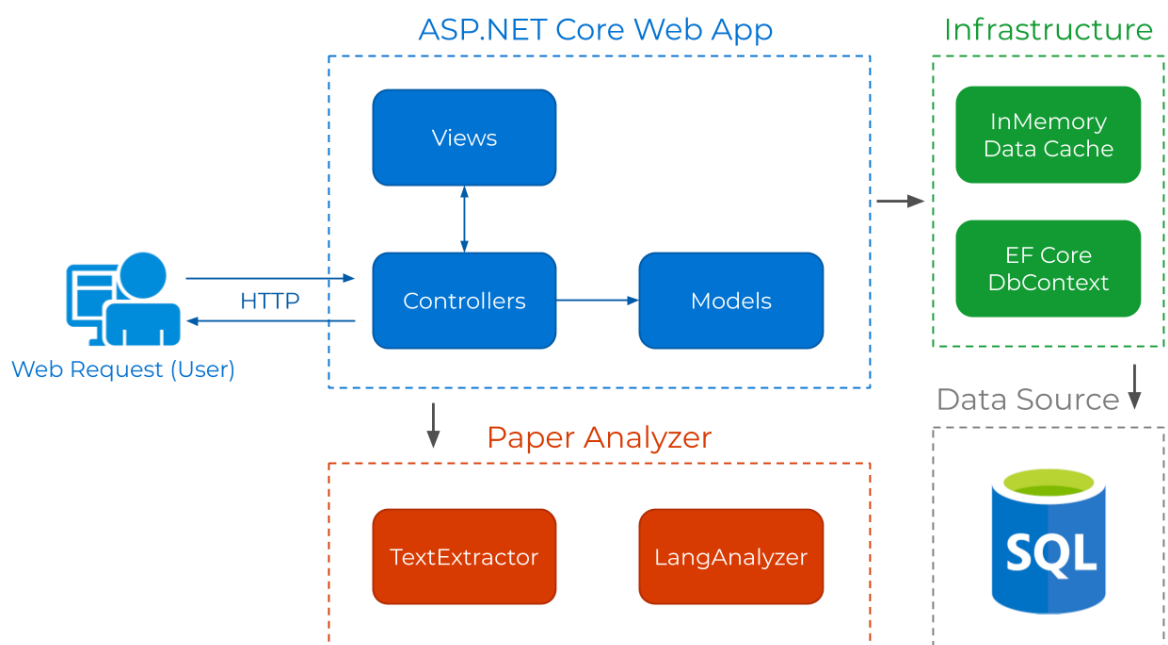 ASP.NET Core Web App
Infrastructure
Views
InMemory
Data Cache
EF Core
DbContext
HTTP
Controllers
Models
Web Request (User)
Data Source
Paper Analyzer
TextExtractor
LangAnalyzer
SQL